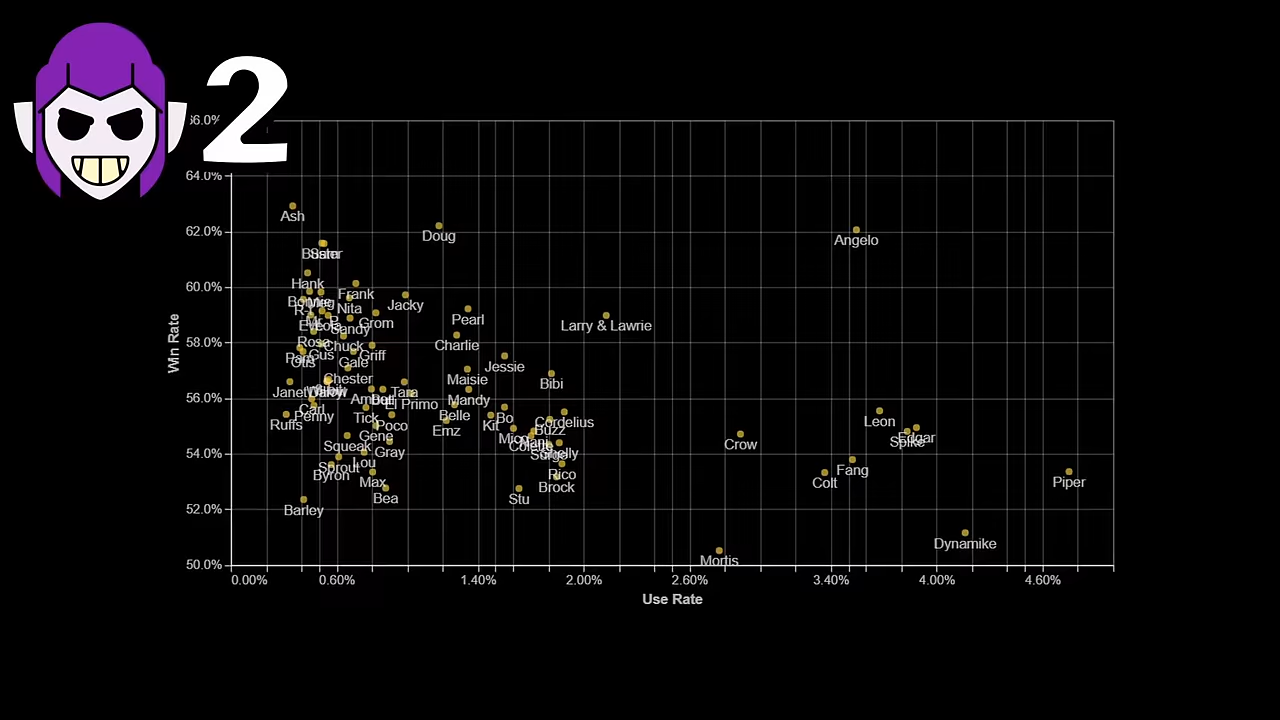 2
64.0%
Ash
62.0%
Doug
Angelo
Hank
60.0%
Frank
Meg
Jacky
Nita
Grom
Pearl
Larry & Lawrie
Sandy
58.0%
Rosa
Chuck
Charlie
Gus
Griff
Otis
Gale
Jessie
Chester
Maisie
Bibi
Janet
Tara
El Primo
Mandy
56.0%
Carl
Penny
Tick
Belle
Bo
Cordelius
Leon
Ruffs
Poco
Emz
Kit
Buzz
Gene
Edgar
Spike
Squeak
Gray
Crow
54.0%
Lou
Surge
Shelly
Fang
Sprout
Byron
Max
Rico
Colt
Piper
Bea
Stu
Brock
52.0%
Barley
Dynamike
Mortis
50.0%
0.00% 0.60% 1.40% 2.00% 2.60% 3.40% 4.00% 4.60%
Use Rate
Win Rate